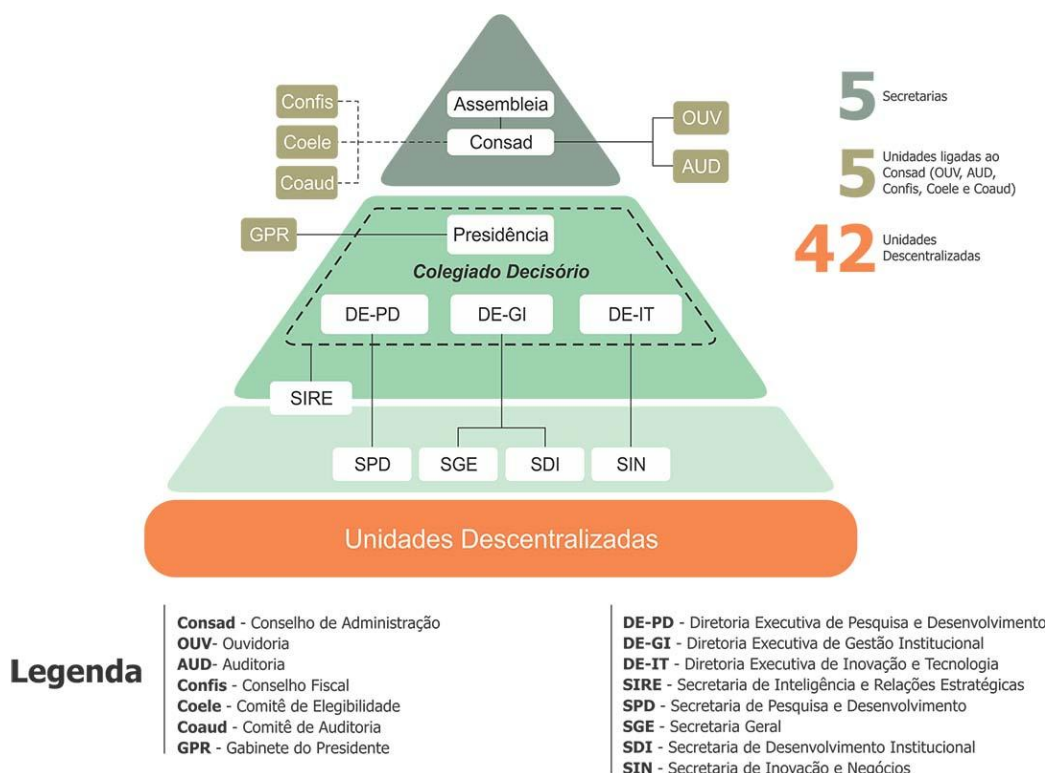 Assembleia
Consad
Confis
Coele
Coaud
OUV
AUD
5 Secretarias
5 Unidades ligadas ao
Consad (OUV, AUD,
Confis, Coele e Coaud)
42 Unidades
Descentralizadas
GPR
Presidência
Colegiado Decisório
DE-PD
DE-GI
DE-IT
SIRE
SPD
SGE
SDI
SIN
Unidades Descentralizadas
Legenda
Consad - Conselho de Administração
OUV- Ouvidoria
AUD- Auditoria
Confis - Conselho Fiscal
Coele - Comitê de Elegibilidade
Coaud - Comitê de Auditoria
GPR - Gabinete do Presidente
DE-PD - Diretoria Executiva de Pesquisa e Desenvolvimento
DE-GI - Diretoria Executiva de Gestão Institucional
DE-IT - Diretoria Executiva de Inovação e Tecnologia
SIRE - Secretaria de Inteligência e Relações Estratégicas
SPD - Secretaria de Pesquisa e Desenvolvimento
SGE - Secretaria Geral
SDI - Secretaria de Desenvolvimento Institucional
SIN - Secretaria de Inovação e Negócios